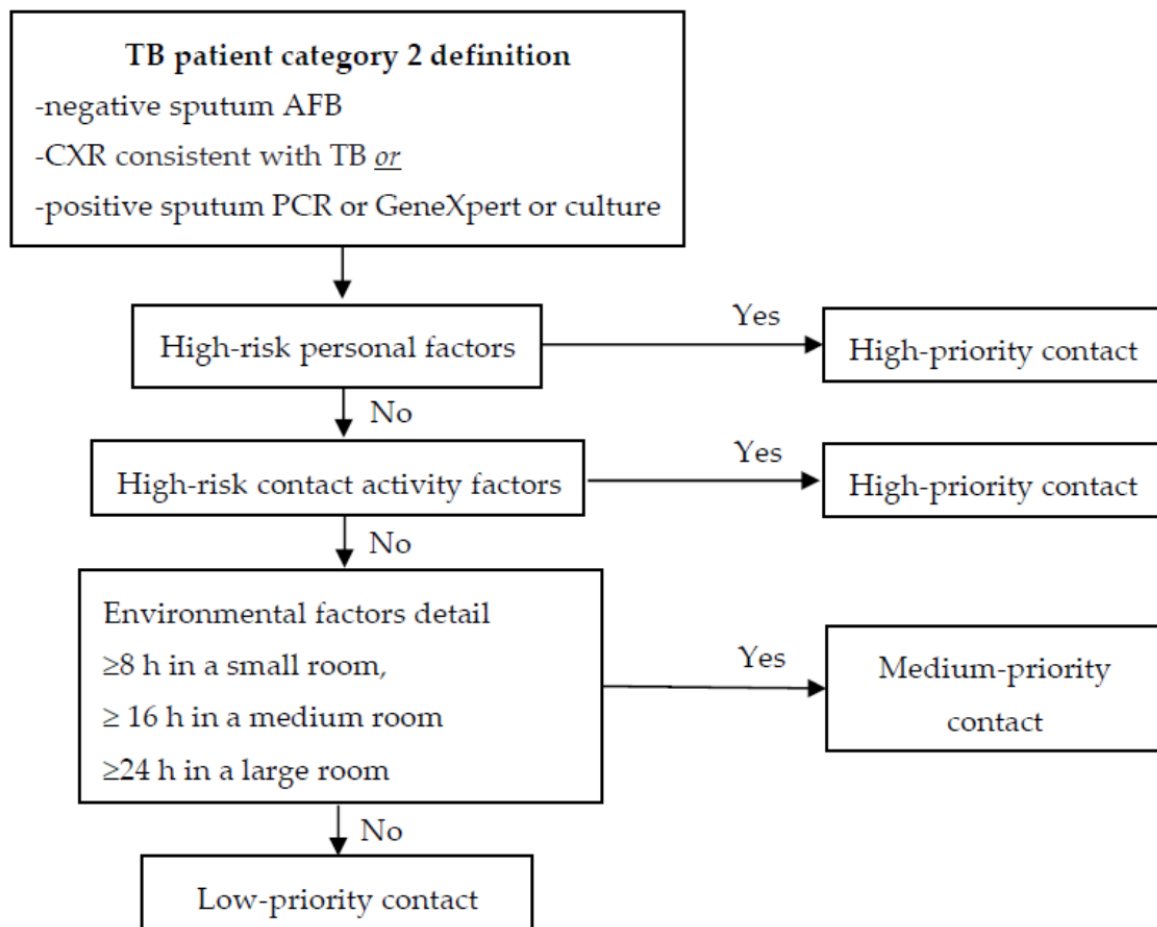 TB patient category 2 definition
-negative sputum AFB
-CXR consistent with TB or
-positive sputum PCR or GeneXpert or culture
High-risk personal factors
Yes
High-priority contact
No
High-risk contact activity factors
Yes
High-priority contact
No
Environmental factors detail
≥8 h in a small room,
≥ 16 h in a medium room
≥24 h in a large room
Yes
Medium-priority
contact
No
Low-priority contact